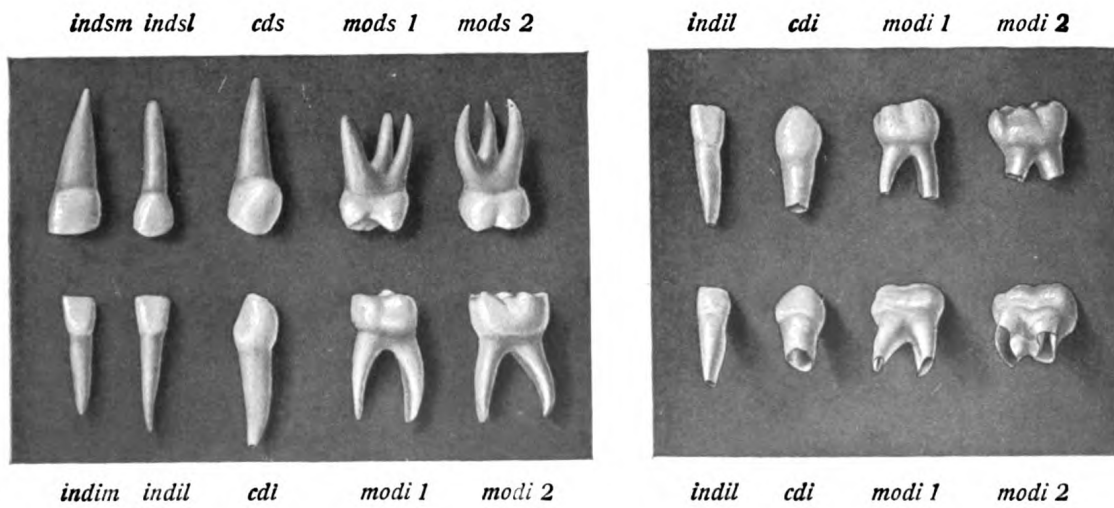 indsm indsl cds mods 1 mods 2
indim indil cdi modi 1 modi 2
indil cdi modi 1 modi 2
indil cdi modi 1 modi 2